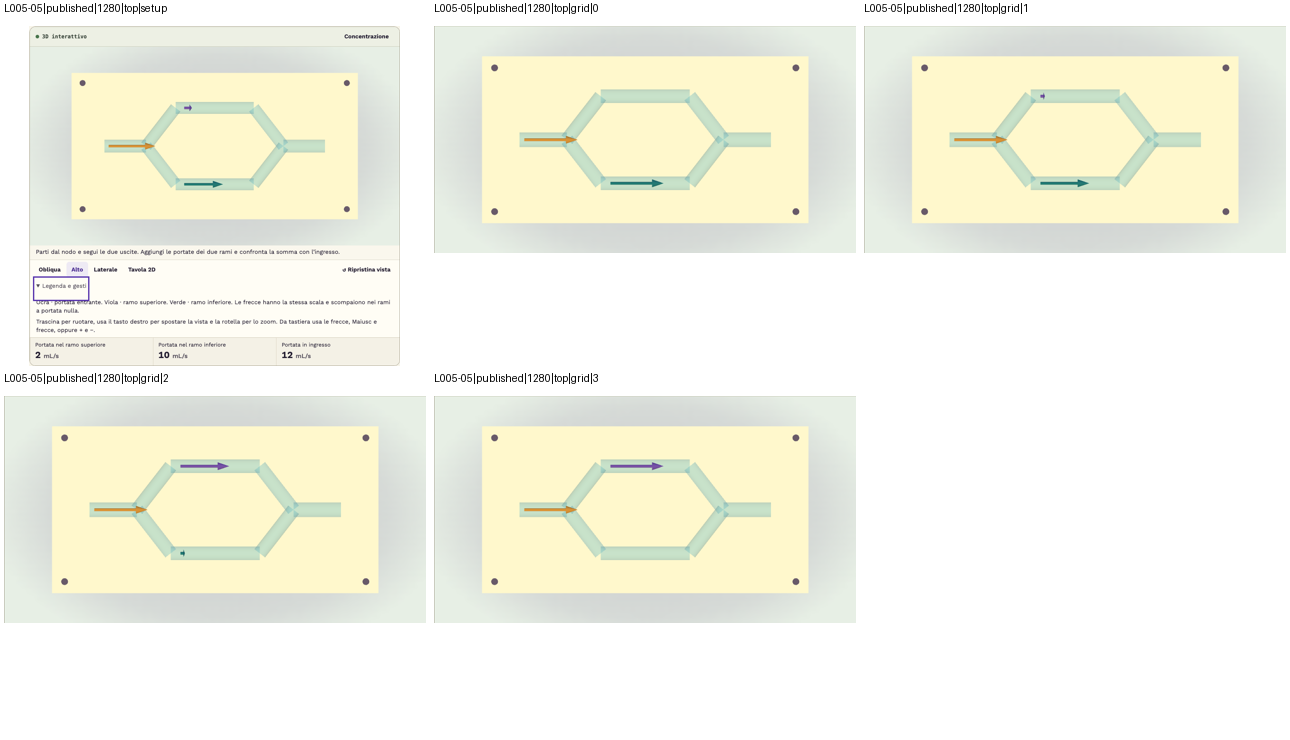 L005-05|published|1280|top|setup
L005-05|published|1280|top|grid|0
L005-05|published|1280|top|grid|1
3D interattivo
Concentrazione
Parti dal nodo e segui le due uscite. Aggiungi le portate dei due rami e confronta la somma con l'ingresso.
Obliqua Alto Laterale Tavola 2D
↺ Ripristina vista
▼ Legenda e gesti
Ocra · portata entrante. Viola · ramo superiore. Verde · ramo inferiore. Le frecce hanno la stessa scala e scompaiono nei rami
a portata nulla.
Trascina per ruotare, usa il tasto destro per spostare la vista e la rotella per lo zoom. Da tastiera usa le frecce, Maiusc e
frecce, oppure + e −.
Portata nel ramo superiore
2 mL/s
Portata nel ramo inferiore
10 mL/s
Portata in ingresso
12 mL/s
L005-05|published|1280|top|grid|2
L005-05|published|1280|top|grid|3